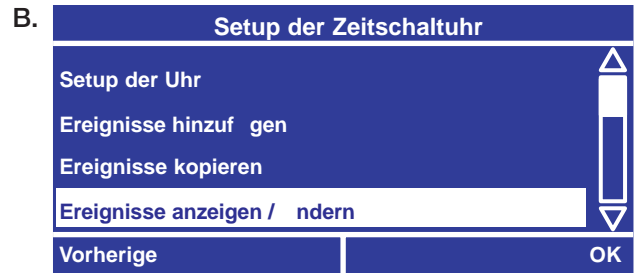 B.
Setup der Zeitschaltuhr
Setup der Uhr
Ereignisse hinzuf gen
Ereignisse kopieren
Ereignisse anzeigen / ndern
Vorherige OK